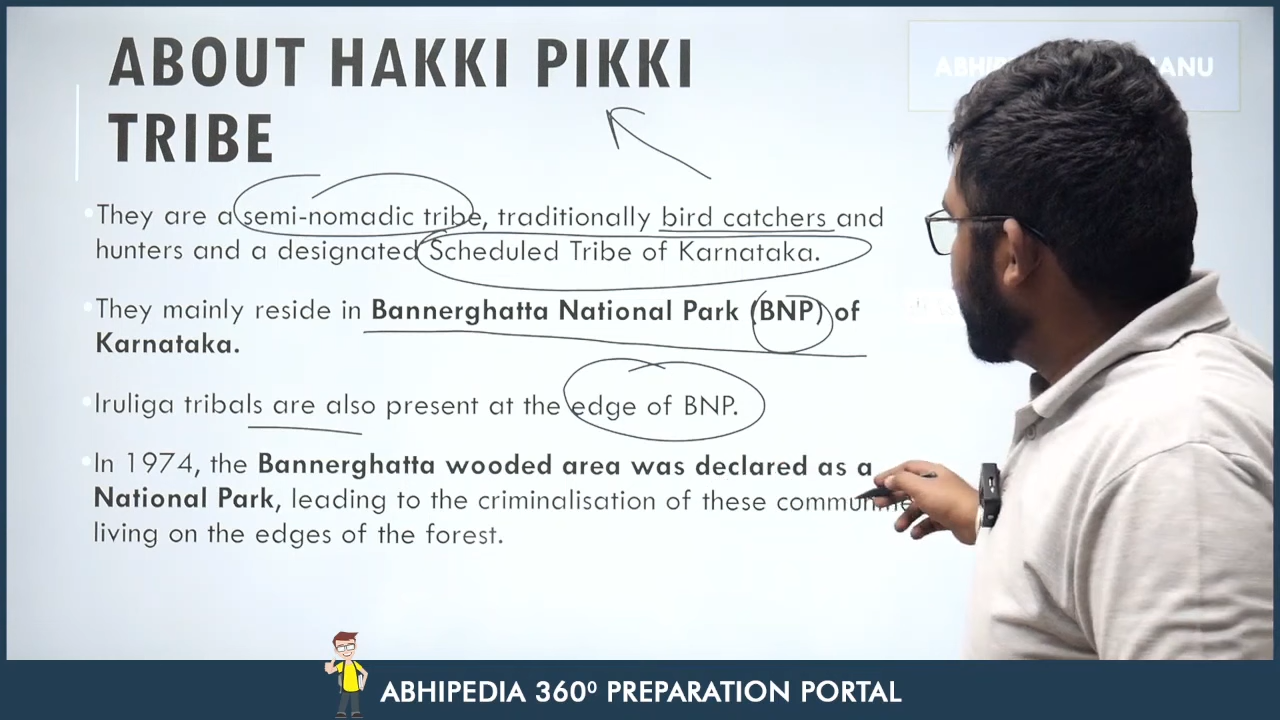 ABOUT HAKKI PIKKI
TRIBE
They are a semi-nomadic tribe, traditionally bird catchers and
hunters and a designated Scheduled Tribe of Karnataka.
They mainly reside in Bannerghatta National Park (BNP) of
Karnataka.
Iruliga tribals are also present at the edge of BNP.
In 1974, the Bannerghatta wooded area was declared as a
National Park, leading to the criminalisation of these
living on the edges of the forest.
ABHIPEDIA 360⁰ PREPARATION PORTAL